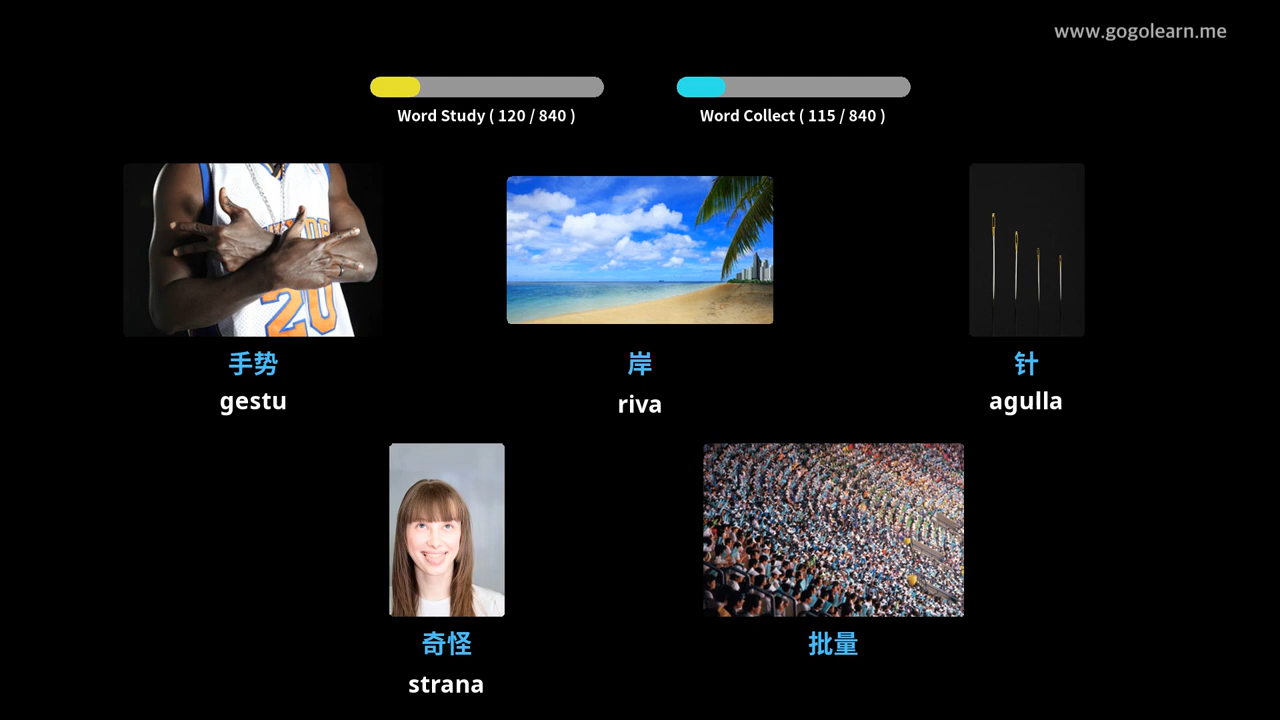 www.gogolearn.me
Word Study ( 120 / 840 )
Word Collect ( 115 / 840 )
20
手势
gestu
岸
riva
针
agulla
奇怪
strana
批量